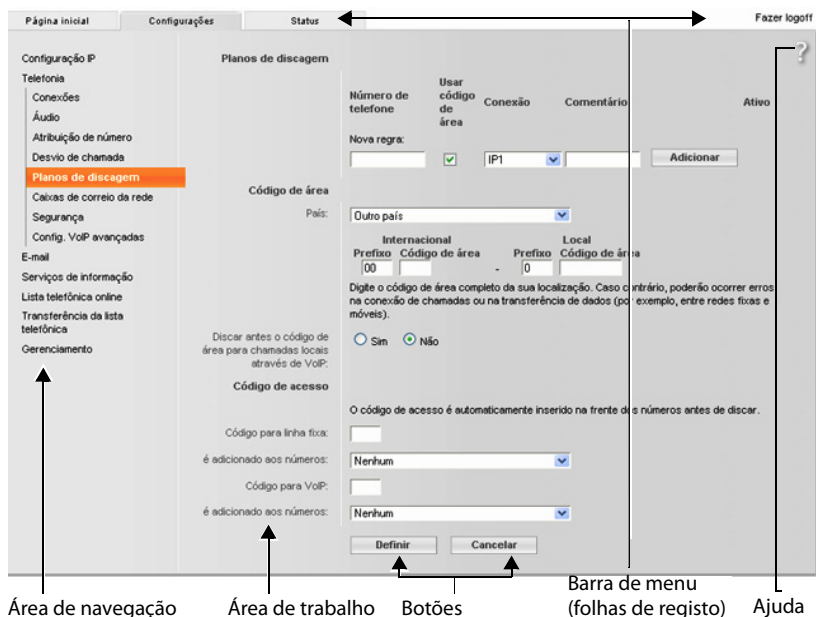 Página inicial Configurações Status Fazer logoff
Configuração IP
Telefonia
Conexões
Áudio
Atribuição de número
Desvio de chamada
Planos de discagem
Caixas de correio da rede
Segurança
Config. VoIP avançadas
E-mail
Serviços de informação
Lista telefônica online
Transferência da lista
telefônica
Gerenciamento
Planos de discagem
Número de
telefone
Usar
código
de
área
Conexão
Comentário
Ativo
Nova regra:
IP1
Adicionar
Código de área
País:
Outro país
Internacional Local
Prefixo Código de área Prefixo Código de área
00 - 0
Digite o código de área completo da sua localização. Caso contrário, poderão ocorrer erros
na conexão de chamadas ou na transferência de dados (por exemplo, entre redes fixas e
móveis).
Discar antes o código de
área para chamadas locais
através de VoIP:
Sim Não
Código de acesso
O código de acesso é automaticamente inserido na frente dos números antes de discar.
Código para linha fixa:
é adicionado aos números:
Nenhum
Código para VoIP:
é adicionado aos números:
Nenhum
Definir Cancelar
?
Área de navegação
Área de trabalho
Botões
Barra de menu
(folhas de registo)
Ajuda